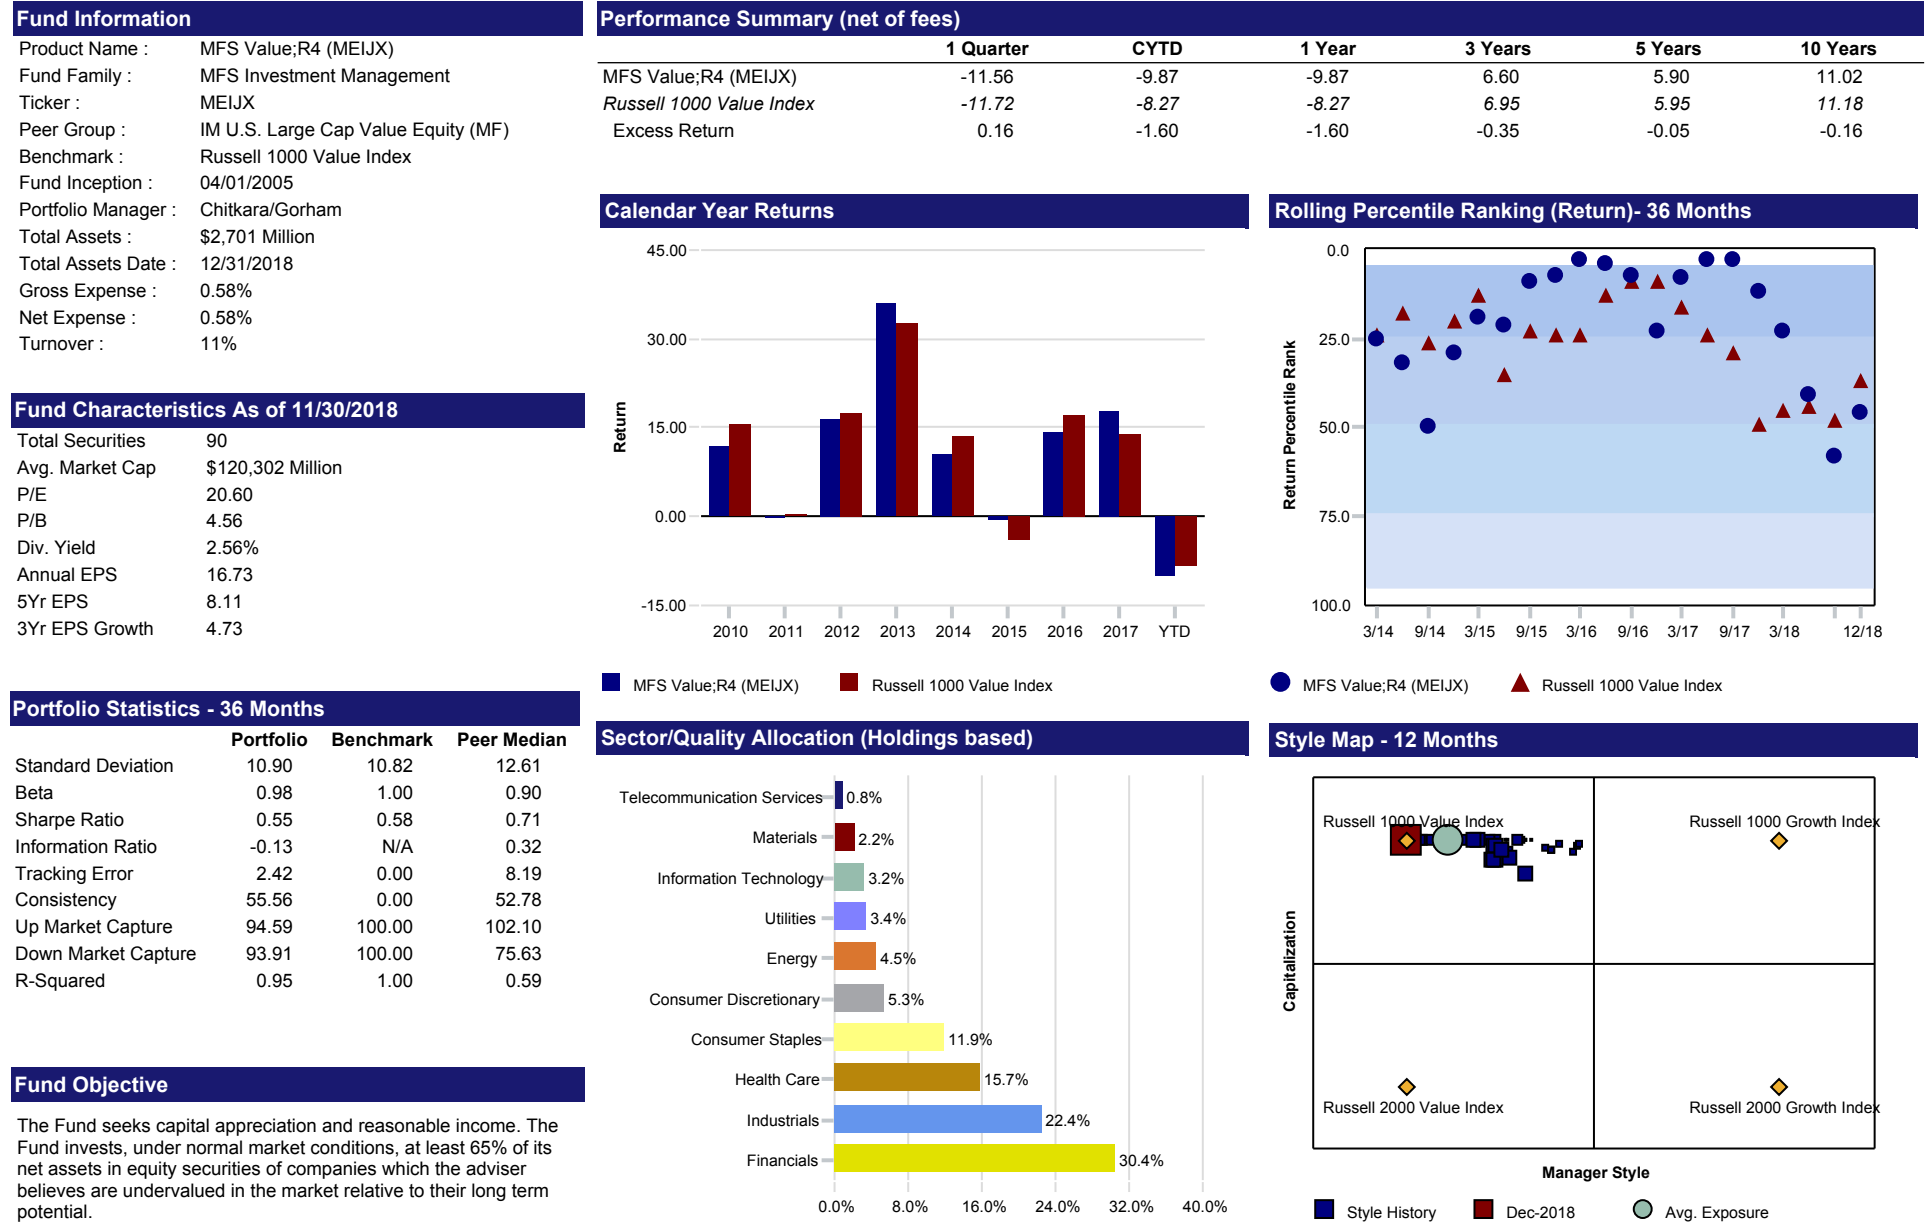 Fund Information
Product Name : MFS Value;R4 (MEIJX)
Fund Family : MFS Investment Management
Ticker : MEIJX
Peer Group : IM U.S. Large Cap Value Equity (MF)
Benchmark : Russell 1000 Value Index
Fund Inception : 04/01/2005
Portfolio Manager : Chitkara/Gorham
Total Assets : $2,701 Million
Total Assets Date : 12/31/2018
Gross Expense : 0.58%
Net Expense : 0.58%
Turnover : 11%
Fund Characteristics As of 11/30/2018
Total Securities 90
Avg. Market Cap $120,302 Million
P/E 20.60
P/B 4.56
Div. Yield 2.56%
Annual EPS 16.73
5Yr EPS 8.11
3Yr EPS Growth 4.73
Portfolio Statistics - 36 Months
Portfolio Benchmark Peer Median
Standard Deviation 10.90 10.82 12.61
Beta 0.98 1.00 0.90
Sharpe Ratio 0.55 0.58 0.71
Information Ratio -0.13 N/A 0.32
Tracking Error 2.42 0.00 8.19
Consistency 55.56 0.00 52.78
Up Market Capture 94.59 100.00 102.10
Down Market Capture 93.91 100.00 75.63
R-Squared 0.95 1.00 0.59
Fund Objective
The Fund seeks capital appreciation and reasonable income. The
Fund invests, under normal market conditions, at least 65% of its
net assets in equity securities of companies which the adviser
believes are undervalued in the market relative to their long term
potential.
Performance Summary (net of fees)
1 Quarter CYTD 1 Year 3 Years 5 Years 10 Years
MFS Value;R4 (MEIJX) -11.56 -9.87 -9.87 6.60 5.90 11.02
Russell 1000 Value Index -11.72 -8.27 -8.27 6.95 5.95 11.18
Excess Return 0.16 -1.60 -1.60 -0.35 -0.05 -0.16
Calendar Year Returns
45.00
30.00
15.00
0.00
-15.00
Return
2010 2011 2012 2013 2014 2015 2016 2017 YTD
MFS Value;R4 (MEIJX) Russell 1000 Value Index
Rolling Percentile Ranking (Return)- 36 Months
0.0
25.0
50.0
75.0
100.0
Return Percentile Rank
3/14 9/14 3/15 9/15 3/16 9/16 3/17 9/17 3/18 12/18
MFS Value;R4 (MEIJX) Russell 1000 Value Index
Sector/Quality Allocation (Holdings based)
Telecommunication Services 0.8%
Materials 2.2%
Information Technology 3.2%
Utilities 3.4%
Energy 4.5%
Consumer Discretionary 5.3%
Consumer Staples 11.9%
Health Care 15.7%
Industrials 22.4%
Financials 30.4%
0.0% 8.0% 16.0% 24.0% 32.0% 40.0%
Style Map - 12 Months
Russell 1000 Value Index Russell 1000 Growth Index
Capitalization
Russell 2000 Value Index Russell 2000 Growth Index
Manager Style
Style History Dec-2018 Avg. Exposure